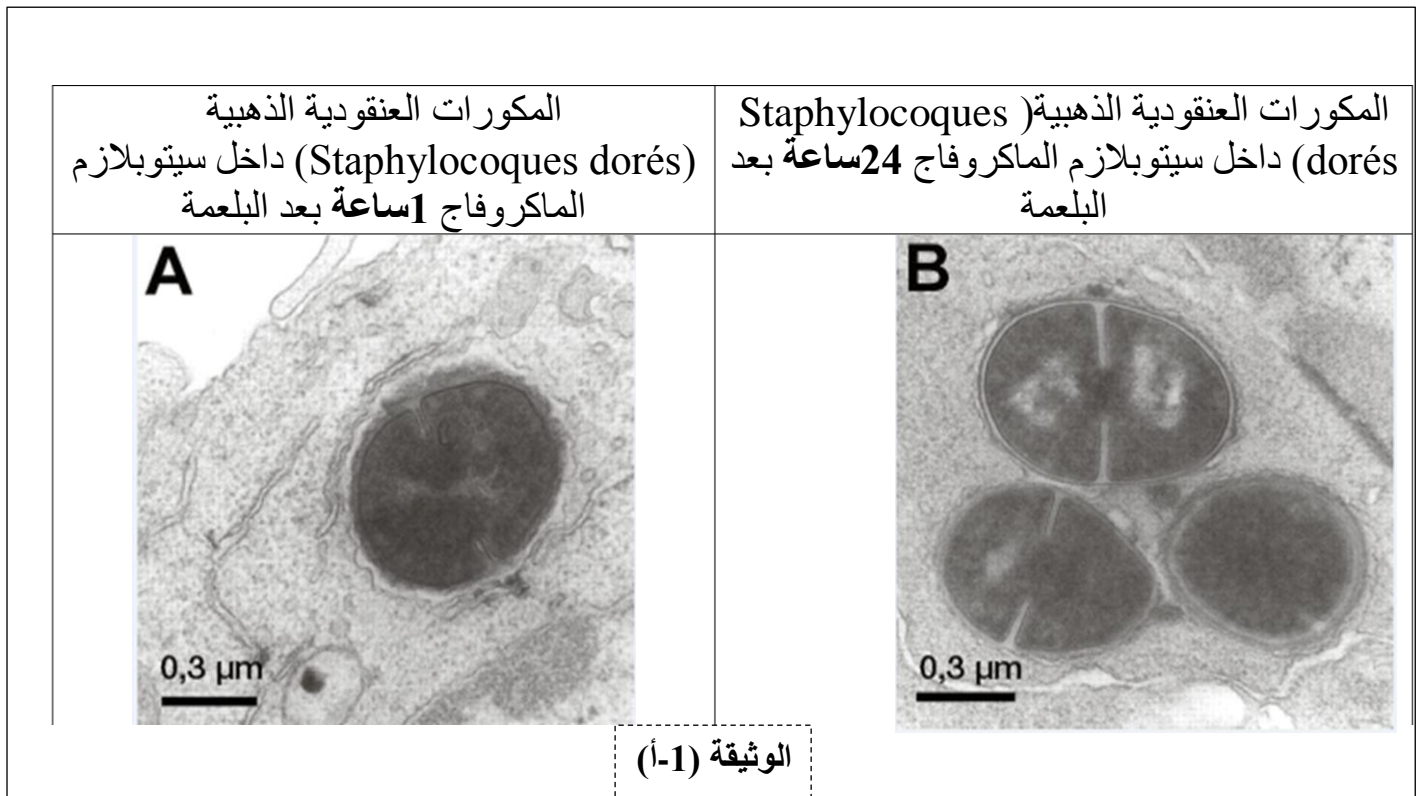 المكورات العنقودية الذهبية( Staphylocoques
dorés) داخل سيتوبلازم الماكروفاج 24ساعة بعد
البلعمة
المكورات العنقودية الذهبية
(Staphylocoques dorés) داخل سيتوبلازم
الماكروفاج 1ساعة بعد البلعمة
B
0,3 µm
A
0,3 µm
الوثيقة (1-أ)